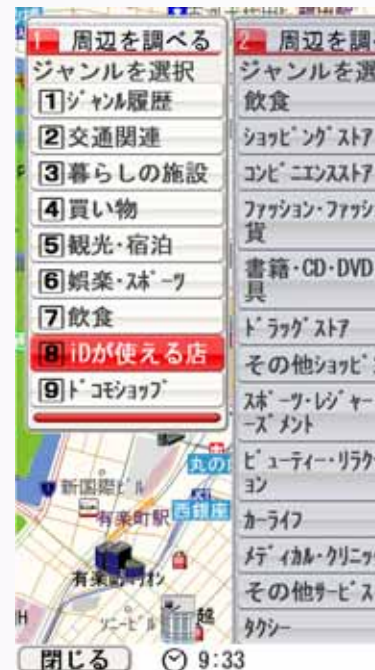 1 周辺を調べる
ジャンルを選択
1 ジャンル履歴
2 交通関連
3 暮らしの施設
4 買い物
5 観光・宿泊
6 娯楽・スポーツ
7 飲食
8 iDが使える店
9 ドコモショップ
2 周辺を調べ
ジャンルを選
飲食
ショッピングストア
コンビニエンスストア
ファッション・ファッシ
貨
書籍・CD・DVD
具
ドラッグストア
その他ショッピ
スポーツ・レジャー
ーズメント
ビューティー・リラク
ョン
カーライフ
メディカル・クリニッ
その他サービス
タクシー
丸の
新国際ビル
有楽町駅
西銀座
ソニービル
閉じる
9:33